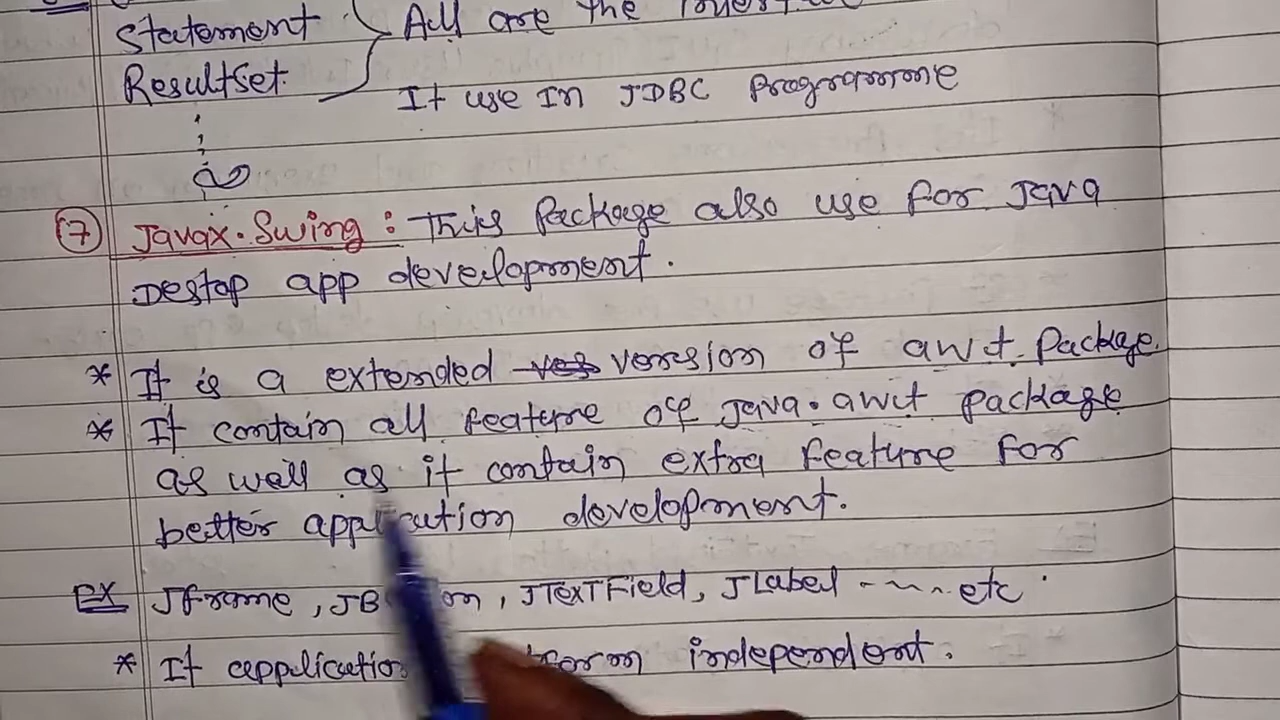 Statement
All are the
ResultSet
It use In JDBC Programme
(7) Javax.Swing: This Package also use for Java
Destop app development.
* It is a extended version of awt Package.
* It contain all feature of Java.awt package
as well as it contain extra feature for
better application development.
Ex JFrame, , JTextField, JLabel ---- etc.
* It application independent.